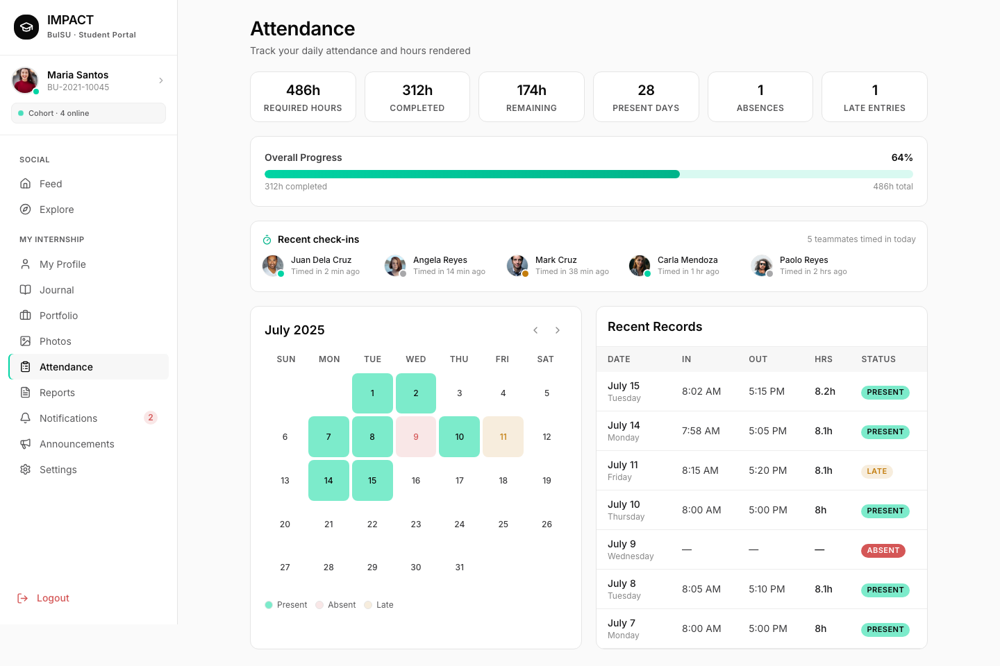 IMPACT
BulSU · Student Portal
Maria Santos
BU-2021-10045
Cohort · 4 online
SOCIAL
Feed
Explore
MY INTERNSHIP
My Profile
Journal
Portfolio
Photos
Attendance
Reports
Notifications 2
Announcements
Settings
Logout
Attendance
Track your daily attendance and hours rendered
486h 312h 174h 28 1 1
REQUIRED HOURS COMPLETED REMAINING PRESENT DAYS ABSENCES LATE ENTRIES
Overall Progress 64%
312h completed 486h total
Recent check-ins 5 teammates timed in today
Juan Dela Cruz Angela Reyes Mark Cruz Carla Mendoza Paolo Reyes
Timed in 2 min ago Timed in 14 min ago Timed in 38 min ago Timed in 1 hr ago Timed in 2 hrs ago
July 2025
SUN MON TUE WED THU FRI SAT
1 2 3 4 5
6 7 8 9 10 11 12
13 14 15 16 17 18 19
20 21 22 23 24 25 26
27 28 29 30 31
Present Absent Late
Recent Records
DATE IN OUT HRS STATUS
July 15 8:02 AM 5:15 PM 8.2h PRESENT
Tuesday
July 14 7:58 AM 5:05 PM 8.1h PRESENT
Monday
July 11 8:15 AM 5:20 PM 8.1h LATE
Friday
July 10 8:00 AM 5:00 PM 8h PRESENT
Thursday
July 9 — — — ABSENT
Wednesday
July 8 8:05 AM 5:10 PM 8.1h PRESENT
Tuesday
July 7 8:00 AM 5:00 PM 8h PRESENT
Monday